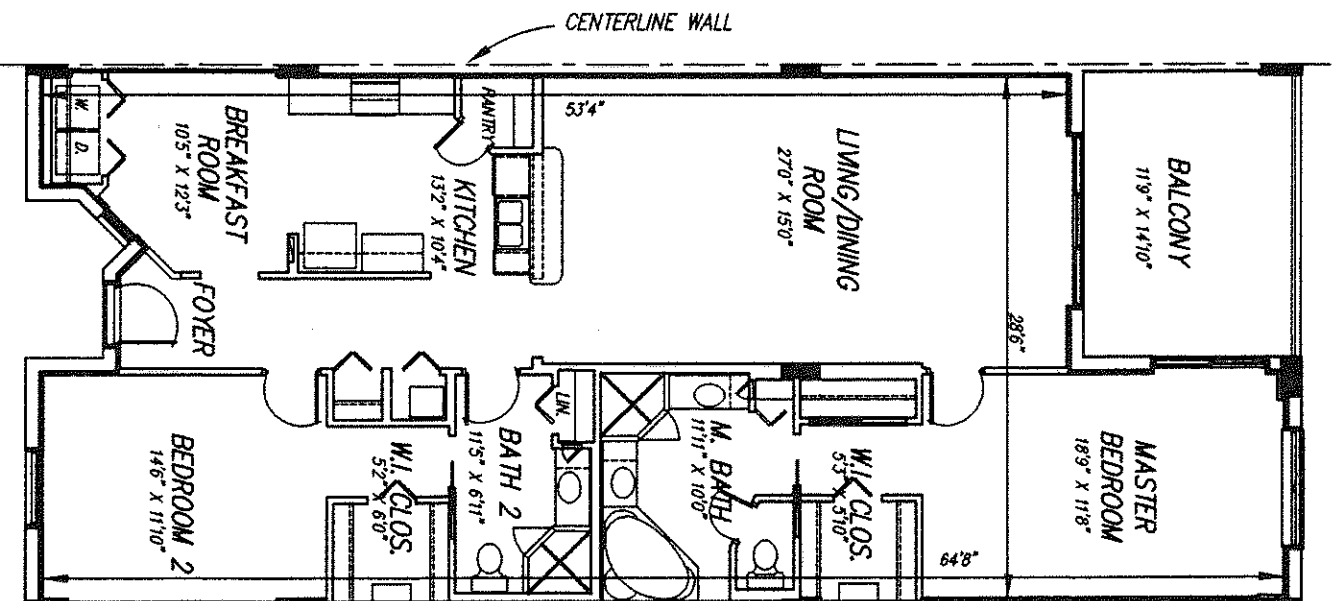 CENTERLINE WALL
W.
D.
BREAKFAST
ROOM
10'5" X 12'3"
PANTRY
53'4"
KITCHEN
13'2" X 10'4"
LIVING/DINING
ROOM
27'0" X 15'0"
BALCONY
11'9" X 14'10"
28'6"
FOYER
BEDROOM 2
14'6" X 11'10"
W.I. CLOS.
5'2" X 6'0"
BATH 2
11'5" X 6'11"
LIN.
M. BATH
11'11" X 10'0"
W.I. CLOS.
5'3" X 5'10"
MASTER
BEDROOM
18'9" X 11'8"
64'8"